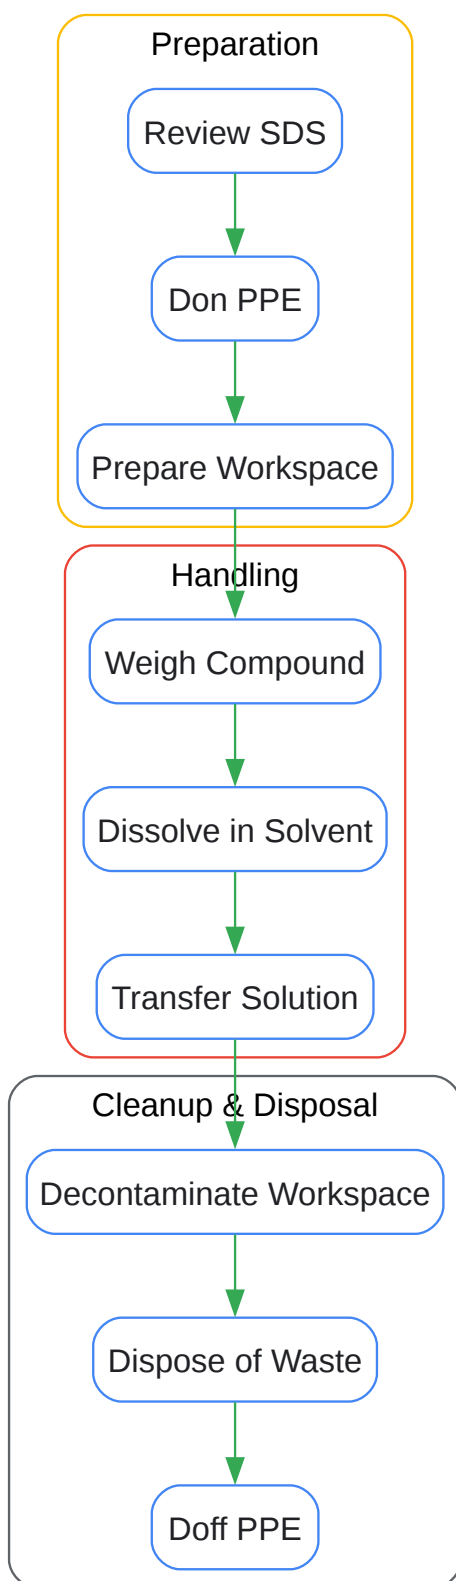 Preparation
Review SDS
Don PPE
Prepare Workspace
Handling
Weigh Compound
Dissolve in Solvent
Transfer Solution
Cleanup & Disposal
Decontaminate Workspace
Dispose of Waste
Doff PPE